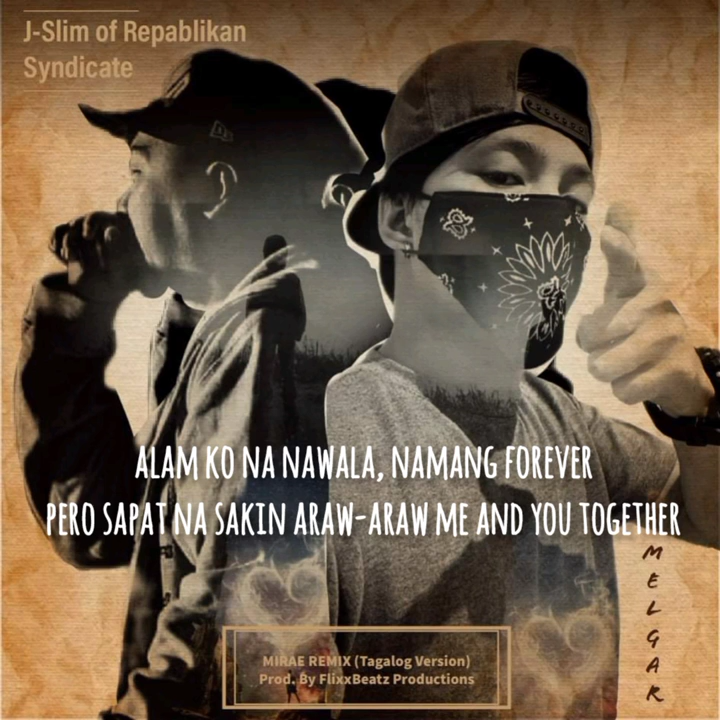 J-Slim of Repablikan
Syndicate
ALAM KO NA NAWALA, NAMANG FOREVER
PERO SAPAT NA SAKIN ARAW-ARAW ME AND YOU TOGETHER
MELGAR
MIRAE REMIX (Tagalog Version)
Prod. By FlixxBeatz Productions